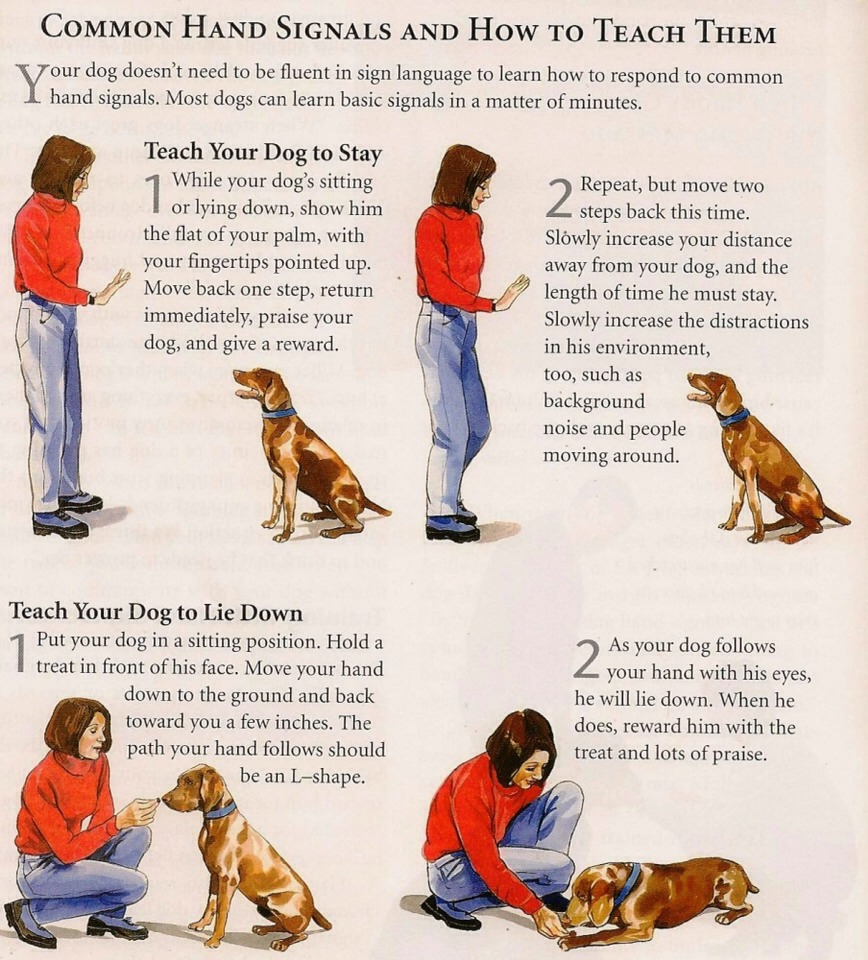 COMMON HAND SIGNALS AND HOW TO TEACH THEM
Your dog doesn't need to be fluent in sign language to learn how to respond to common
hand signals. Most dogs can learn basic signals in a matter of minutes.
Teach Your Dog to Stay
1 While your dog's sitting
or lying down, show him
the flat of your palm, with
your fingertips pointed up.
Move back one step, return
immediately, praise your
dog, and give a reward.
2 Repeat, but move two
steps back this time.
Slowly increase your distance
away from your dog, and the
length of time he must stay.
Slowly increase the distractions
in his environment,
too, such as
background
noise and people
moving around.
Teach Your Dog to Lie Down
1 Put your dog in a sitting position. Hold a
treat in front of his face. Move your hand
down to the ground and back
toward you a few inches. The
path your hand follows should
be an L–shape.
2 As your dog follows
your hand with his eyes,
he will lie down. When he
does, reward him with the
treat and lots of praise.